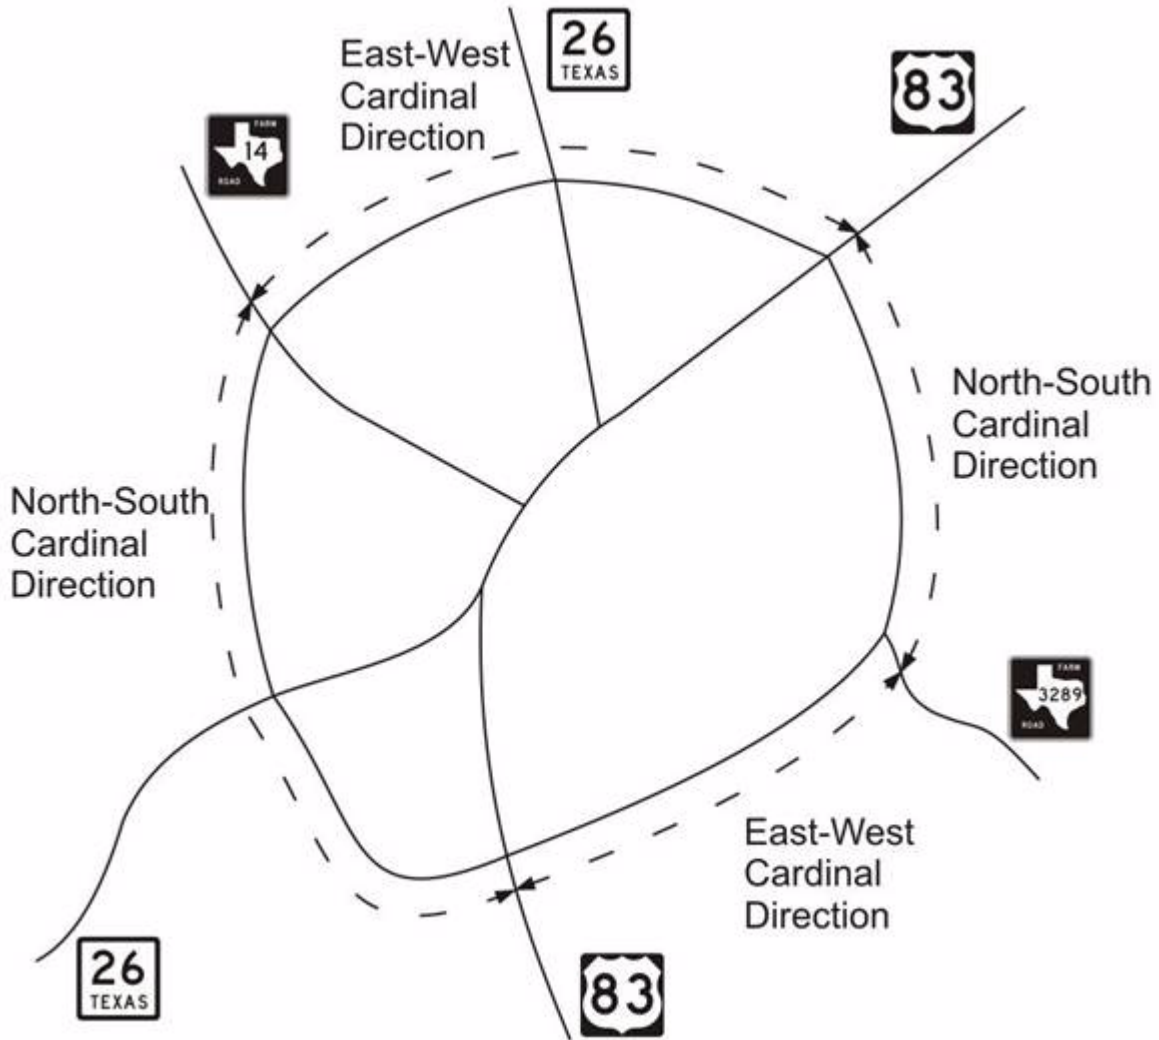 26
TEXAS
East-West
Cardinal
Direction
83
FARM
14
ROAD
North-South
Cardinal
Direction
North-South
Cardinal
Direction
FARM
3289
ROAD
East-West
Cardinal
Direction
26
TEXAS
83